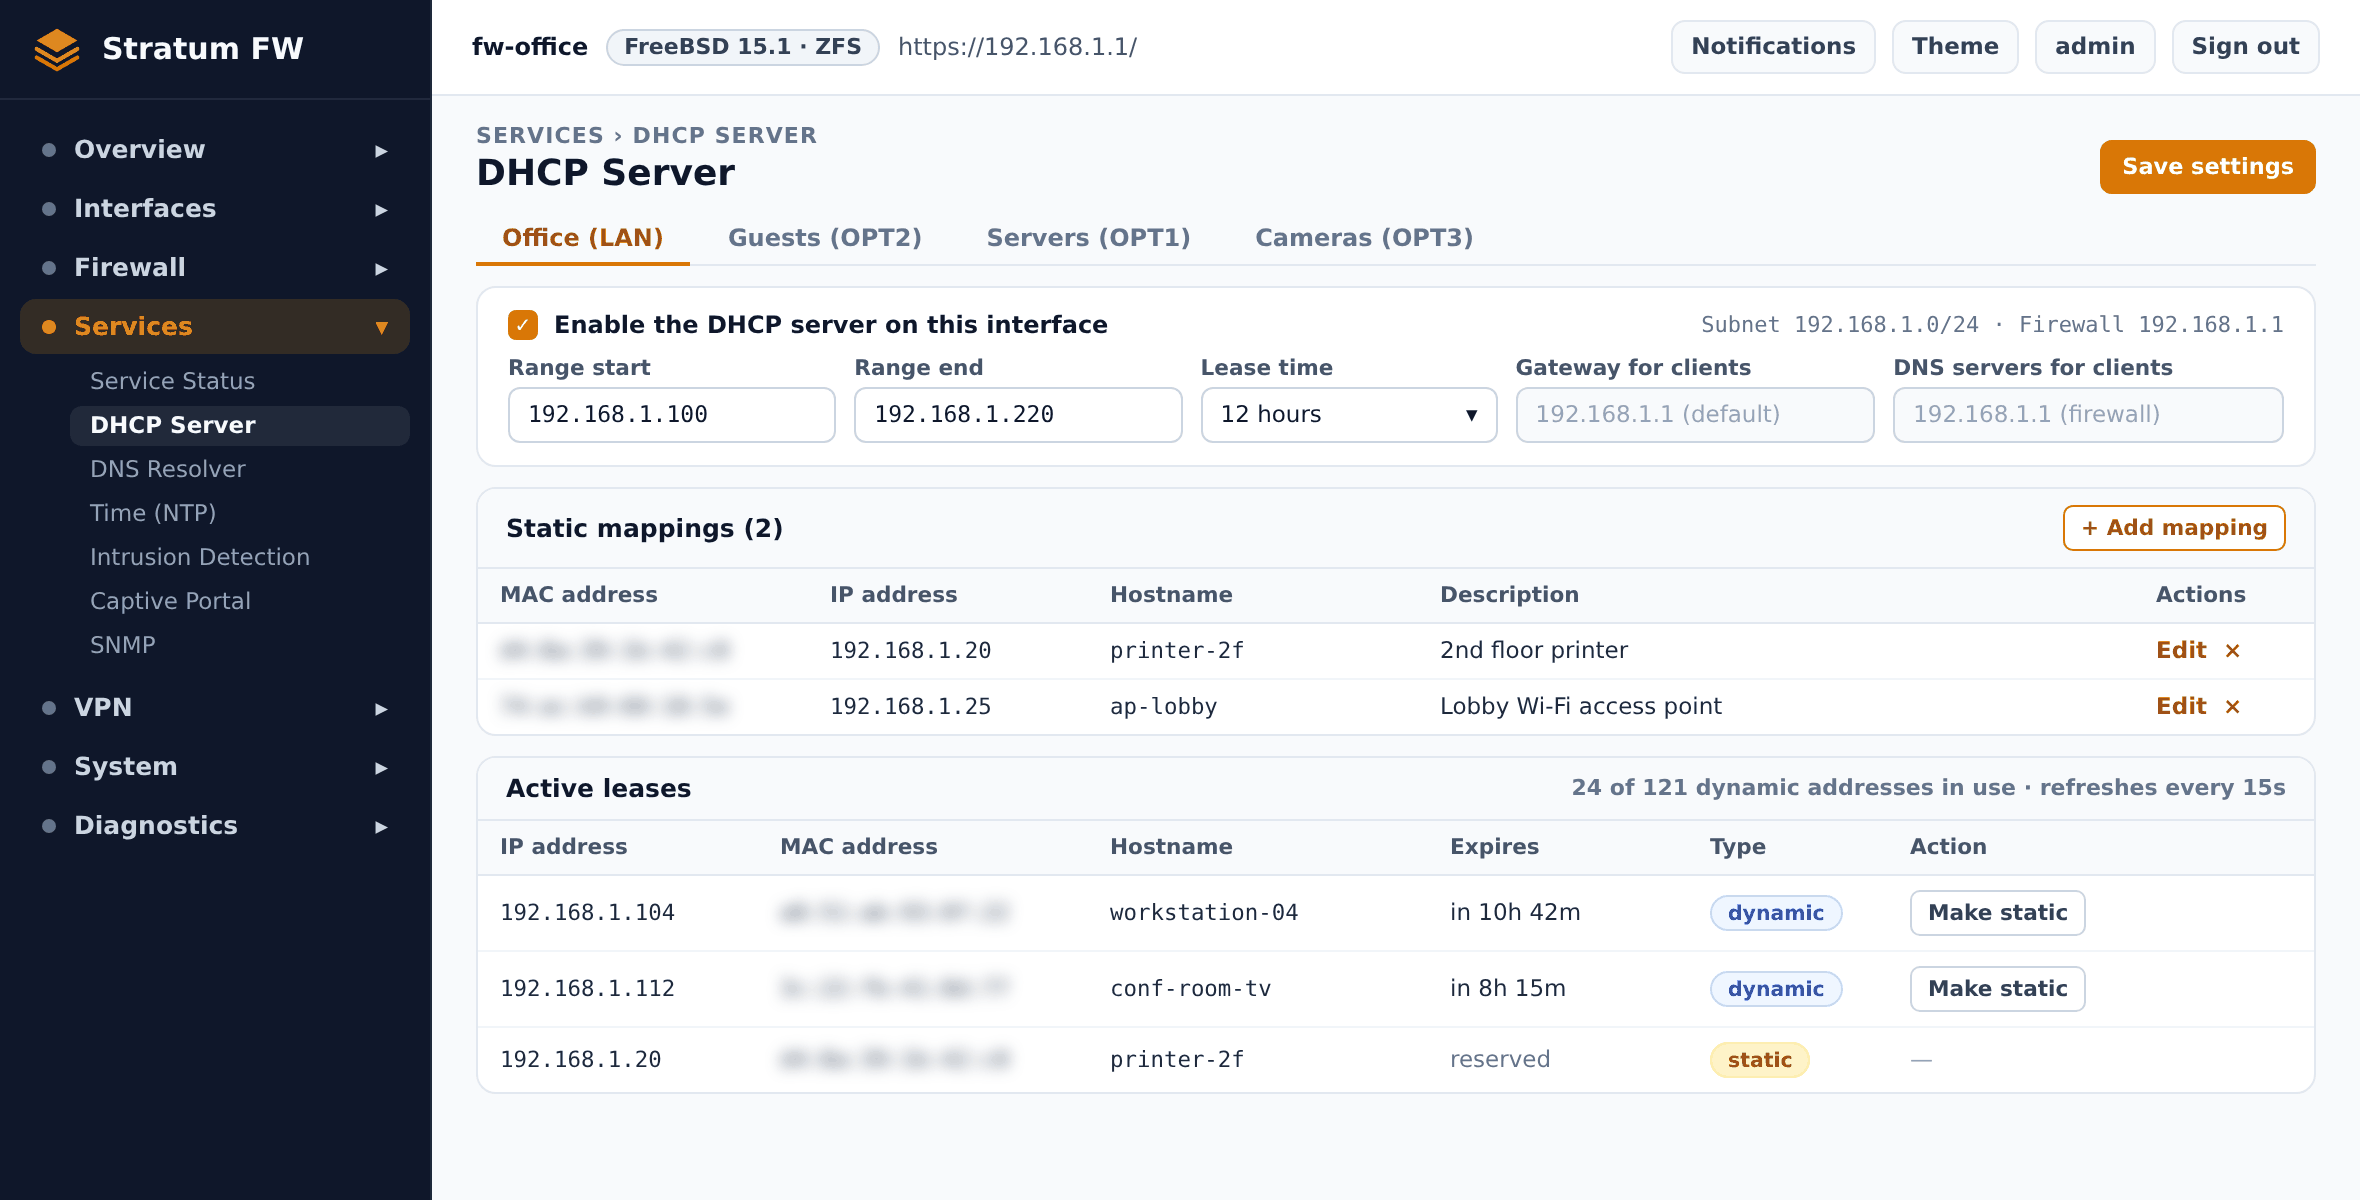 Stratum FW
fw-office FreeBSD 15.1 · ZFS https://192.168.1.1/ Notifications Theme admin Sign out
Overview ▶
Interfaces ▶
Firewall ▶
Services ▼
Service Status
DHCP Server
DNS Resolver
Time (NTP)
Intrusion Detection
Captive Portal
SNMP
VPN ▶
System ▶
Diagnostics ▶
SERVICES › DHCP SERVER
DHCP Server
Save settings
Office (LAN) Guests (OPT2) Servers (OPT1) Cameras (OPT3)
✓ Enable the DHCP server on this interface Subnet 192.168.1.0/24 · Firewall 192.168.1.1
Range start Range end Lease time Gateway for clients DNS servers for clients
192.168.1.100 192.168.1.220 12 hours ▼ 192.168.1.1 (default) 192.168.1.1 (firewall)
Static mappings (2) + Add mapping
MAC address IP address Hostname Description Actions
192.168.1.20 printer-2f 2nd floor printer Edit ×
192.168.1.25 ap-lobby Lobby Wi-Fi access point Edit ×
Active leases 24 of 121 dynamic addresses in use · refreshes every 15s
IP address MAC address Hostname Expires Type Action
192.168.1.104 workstation-04 in 10h 42m dynamic Make static
192.168.1.112 conf-room-tv in 8h 15m dynamic Make static
192.168.1.20 printer-2f reserved static —